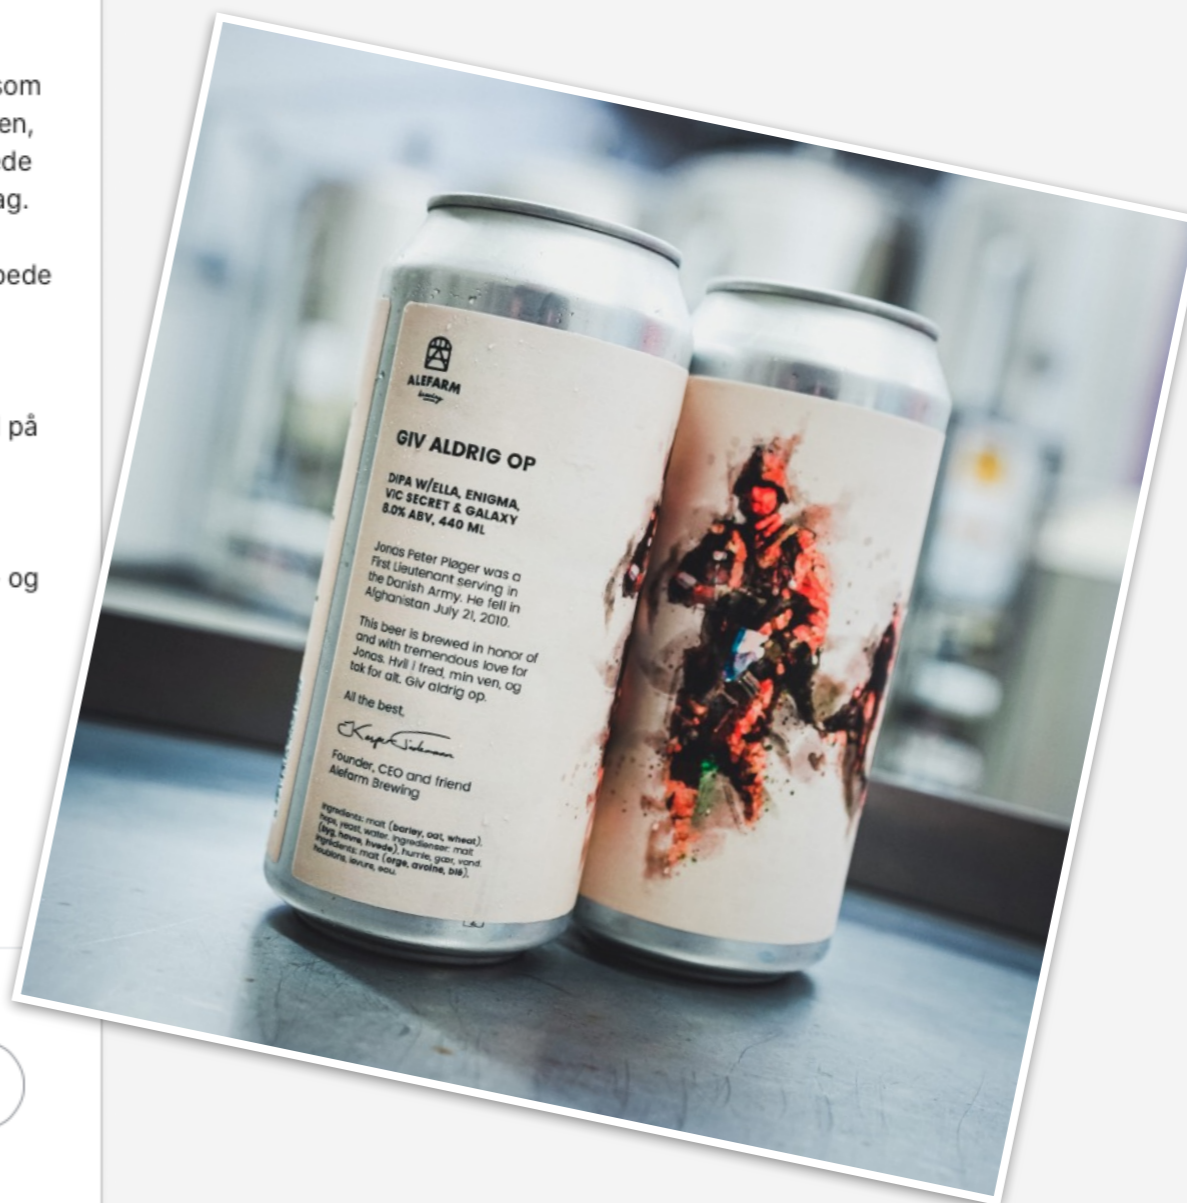 som
en,
de
ag.
pede
på
og
ALEFARM
brewing
GIV ALDRIG OP
DIPA W/ELLA, ENIGMA,
VIC SECRET & GALAXY
8.0% ABV, 440 ML
Jonas Peter Pløger was a
First Lieutenant serving in
the Danish Army. He fell in
Afghanistan July 21, 2010.
This beer is brewed in honor of
and with tremendous love for
Jonas. Hvil i fred, min ven, og
tak for alt. Giv aldrig op.
All the best,
Founder, CEO and friend
Alefarm Brewing
Ingredients: malt (barley, oat, wheat),
hops, yeast, water. Ingredienser: malt
(byg, havre, hvede), humle, gær, vand.
Ingrédients: malt (orge, avoine, blé),
houblons, levure, eau.